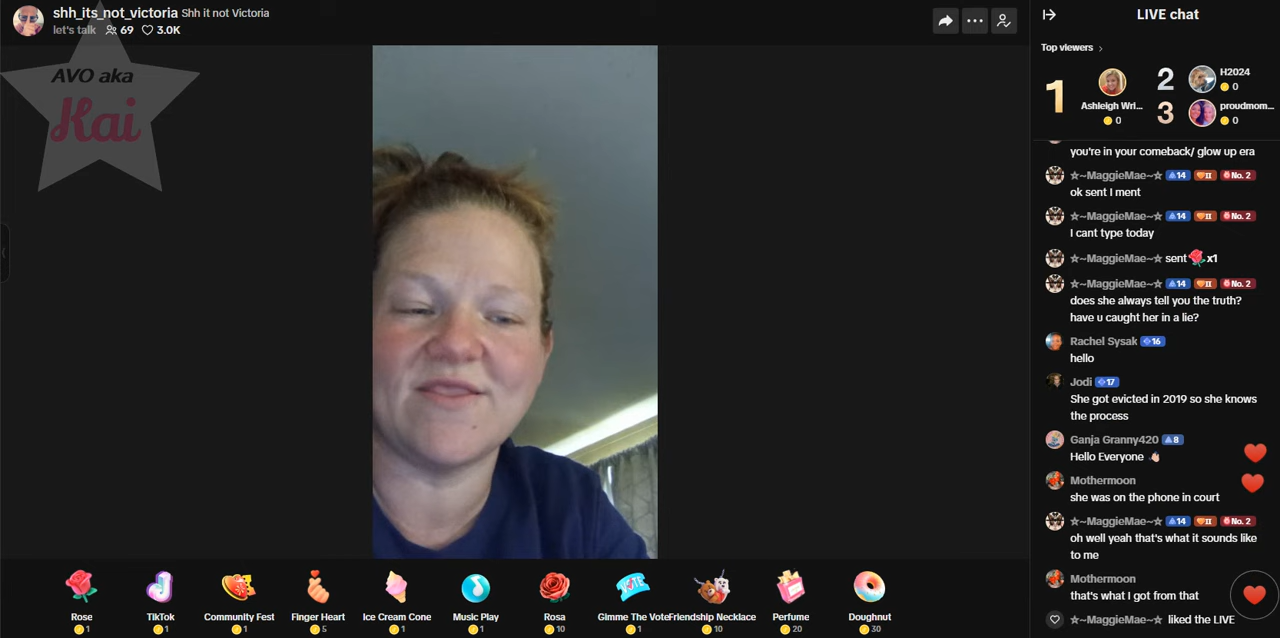 shh_its_not_victoria Shh it not Victoria
let's talk 69 3.0K
AVO aka
Kai
LIVE chat
Top viewers
1
Ashleigh Wri...
0
2
H2024
0
3
proudmom...
0
you're in your comeback/ glow up era
☆~MaggieMae~☆ 14 II No. 2
ok sent I ment
☆~MaggieMae~☆ 14 II No. 2
I cant type today
☆~MaggieMae~☆ sent x1
☆~MaggieMae~☆ 14 II No. 2
does she always tell you the truth?
have u caught her in a lie?
Rachel Sysak 16
hello
Jodi 17
She got evicted in 2019 so she knows
the process
Ganja Granny420 8
Hello Everyone
Mothermoon
she was on the phone in court
☆~MaggieMae~☆ 14 II No. 2
oh well yeah that's what it sounds like
to me
Mothermoon
that's what I got from that
☆~MaggieMae~☆ liked the LIVE
VOTE
Rose
1
TikTok
1
Community Fest
1
Finger Heart
5
Ice Cream Cone
1
Music Play
1
Rosa
10
Gimme The Vote
1
Friendship Necklace
10
Perfume
20
Doughnut
30